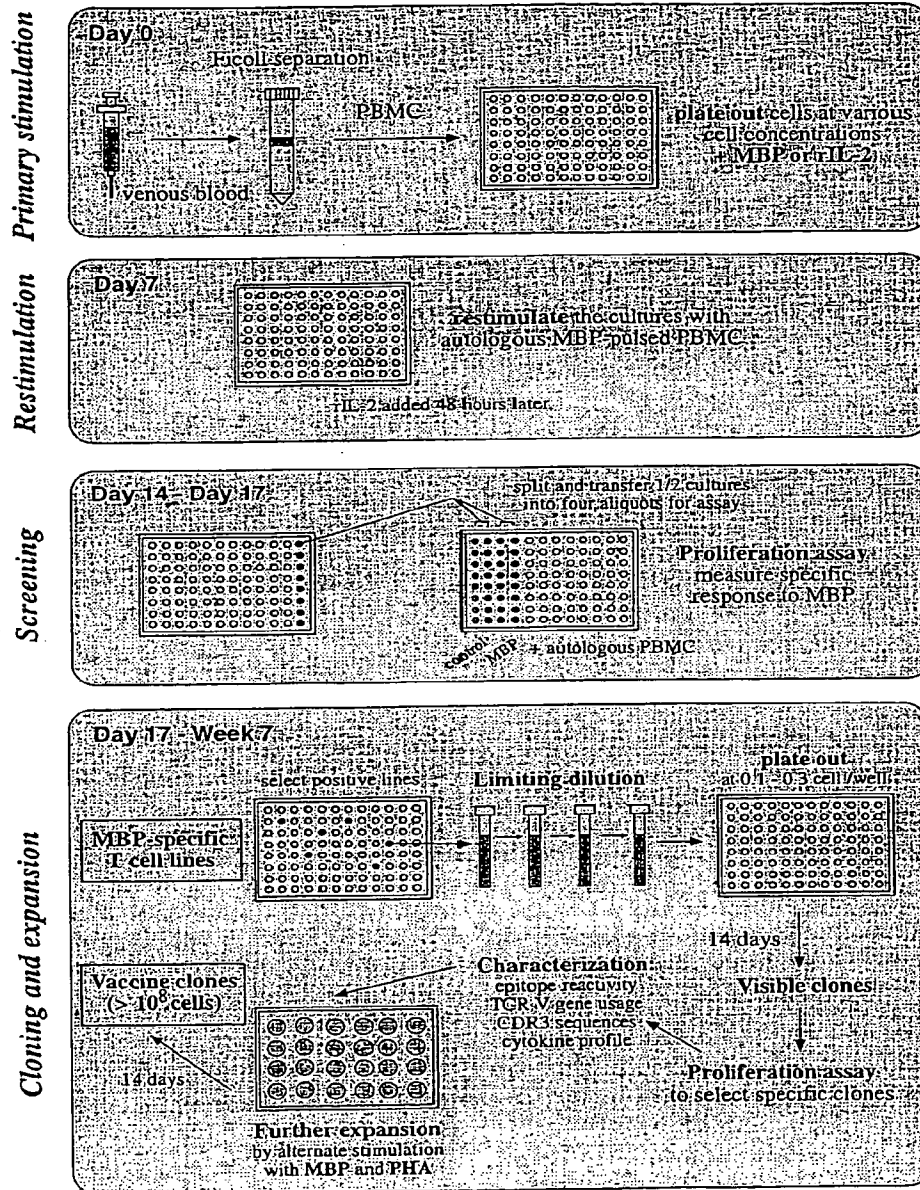 Primary stimulation
Day 0
Ficoll separation
PBMC
venous blood
plate out cells at various
cell concentrations
+ MBP or rIL-2
Restimulation
Day 7
restimulate the cultures with
autologous MBP-pulsed PBMC
rIL-2 added 48 hours later
Screening
Day 14 - Day 17
split and transfer 1/2 cultures
into four aliquots for assay
Proliferation assay
measure specific
response to MBP
control
MBP
+ autologous PBMC
Cloning and expansion
Day 17 - Week 7
select positive lines
Limiting dilution
plate out
at 0.1 - 0.3 cell/well
MBP-specific
T cell lines
14 days
Visible clones
Proliferation assay
to select specific clones
Characterization:
epitope reactivity
TCR V gene usage
CDR3 sequences
cytokine profile
Vaccine clones
(> 10⁸ cells)
14 days
Further expansion
by alternate stimulation
with MBP and PHA